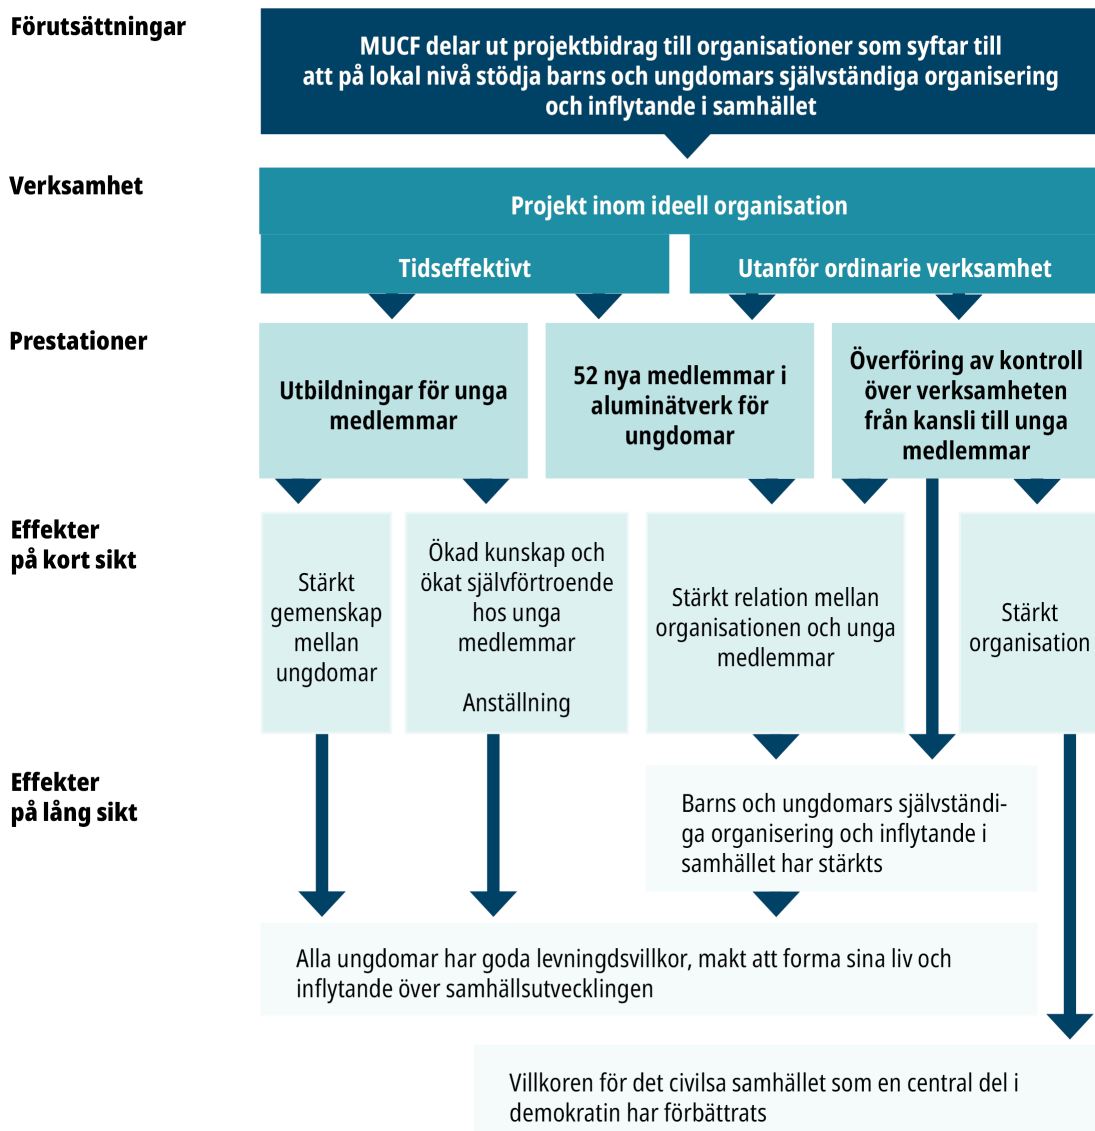 Förutsättningar
MUCF delar ut projektbidrag till organisationer som syftar till
att på lokal nivå stödja barns och ungdomars självständiga organisering
och inflytande i samhället
Verksamhet
Projekt inom ideell organisation
Tidseffektivt
Utanför ordinarie verksamhet
Prestationer
Utbildningar för unga
medlemmar
52 nya medlemmar i
aluminätverk för
ungdomar
Överföring av kontroll
över verksamheten
från kansli till unga
medlemmar
Effekter
på kort sikt
Stärkt
gemenskap
mellan
ungdomar
Ökad kunskap och
ökat självförtroende
hos unga
medlemmar
Anställning
Stärkt relation mellan
organisationen och unga
medlemmar
Stärkt
organisation
Effekter
på lång sikt
Barns och ungdomars självständi-
ga organisering och inflytande i
samhället har stärkts
Alla ungdomar har goda levningdsvillkor, makt att forma sina liv och
inflytande över samhällsutvecklingen
Villkoren för det civilsa samhället som en central del i
demokratin har förbättrats